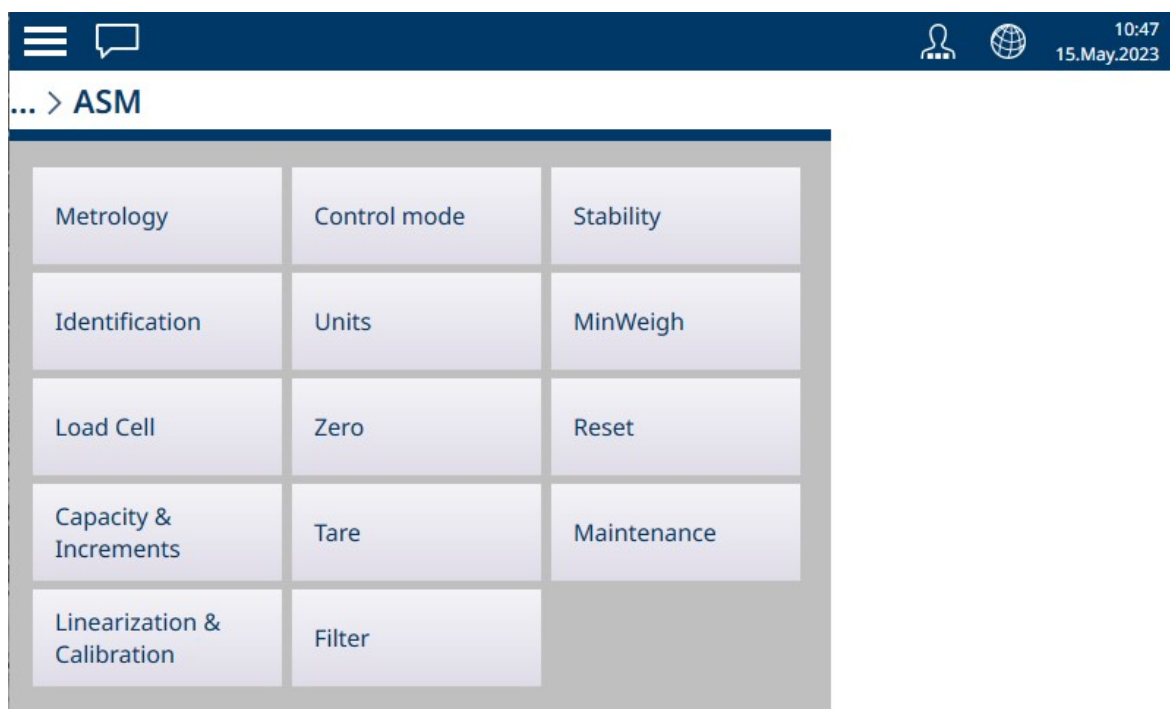 10:47
15.May.2023
... > ASM
Metrology
Control mode
Stability
Identification
Units
MinWeigh
Load Cell
Zero
Reset
Capacity &
Increments
Tare
Maintenance
Linearization &
Calibration
Filter